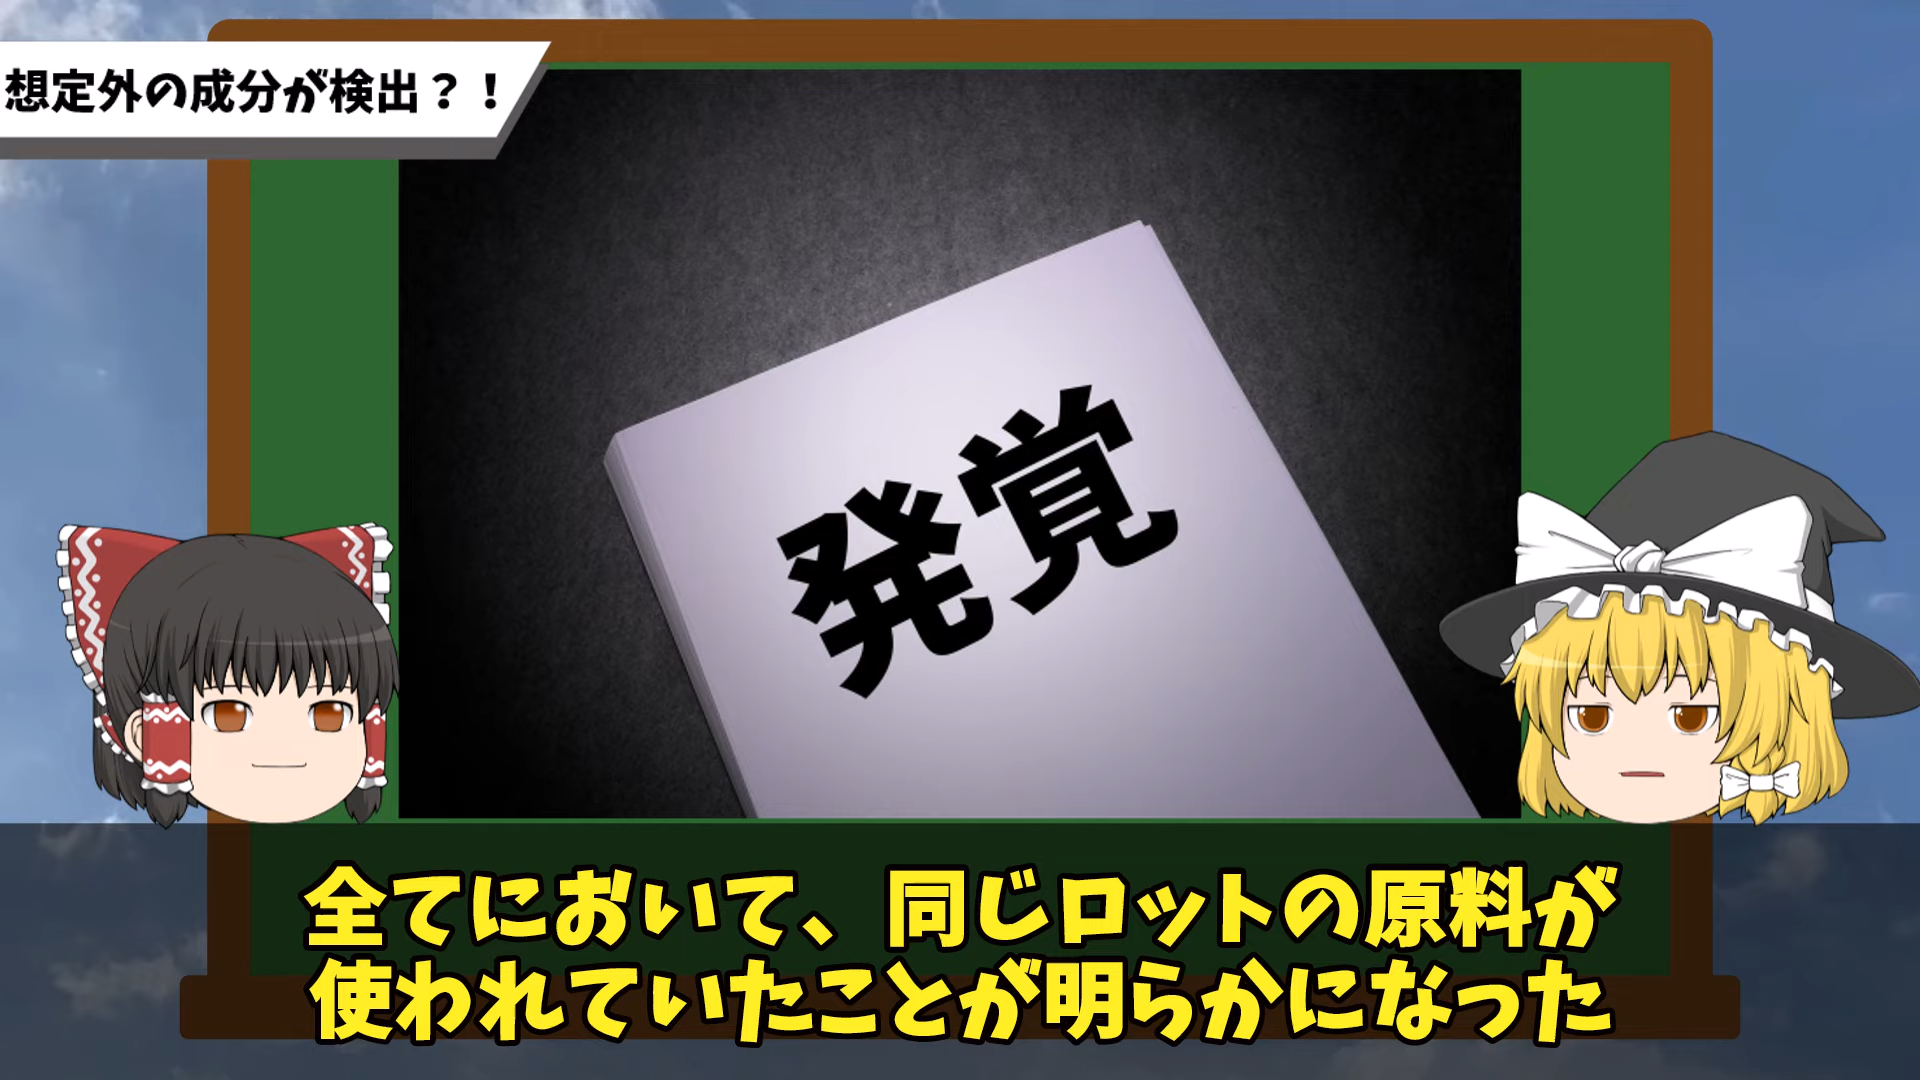 想定外の成分が検出？！
発覚
全てにおいて、同じロットの原料が
使われていたことが明らかになった